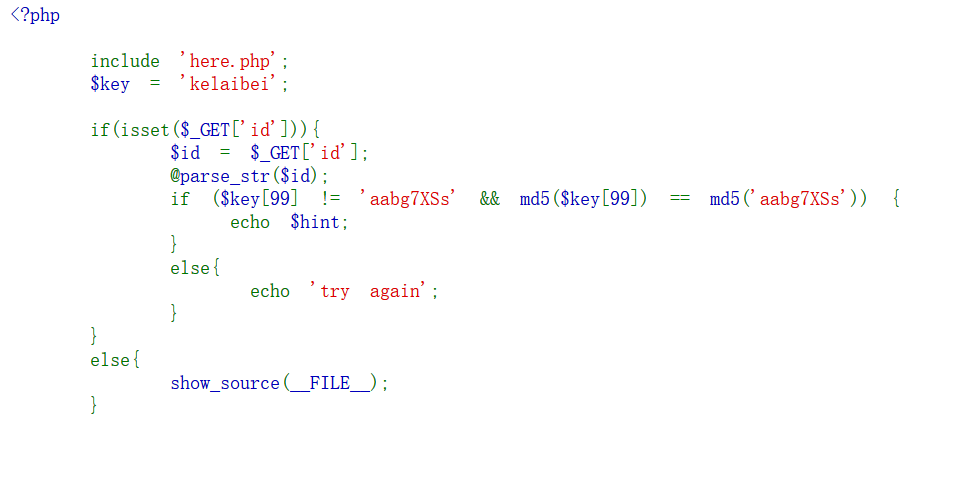 <?php
include 'here.php';
$key = 'kelaibei';
if(isset($_GET['id'])){
$id = $_GET['id'];
@parse_str($id);
if ($key[99] != 'aabg7XSs' && md5($key[99]) == md5('aabg7XSs')) {
echo $hint;
}
else{
echo 'try again';
}
}
else{
show_source(__FILE__);
}